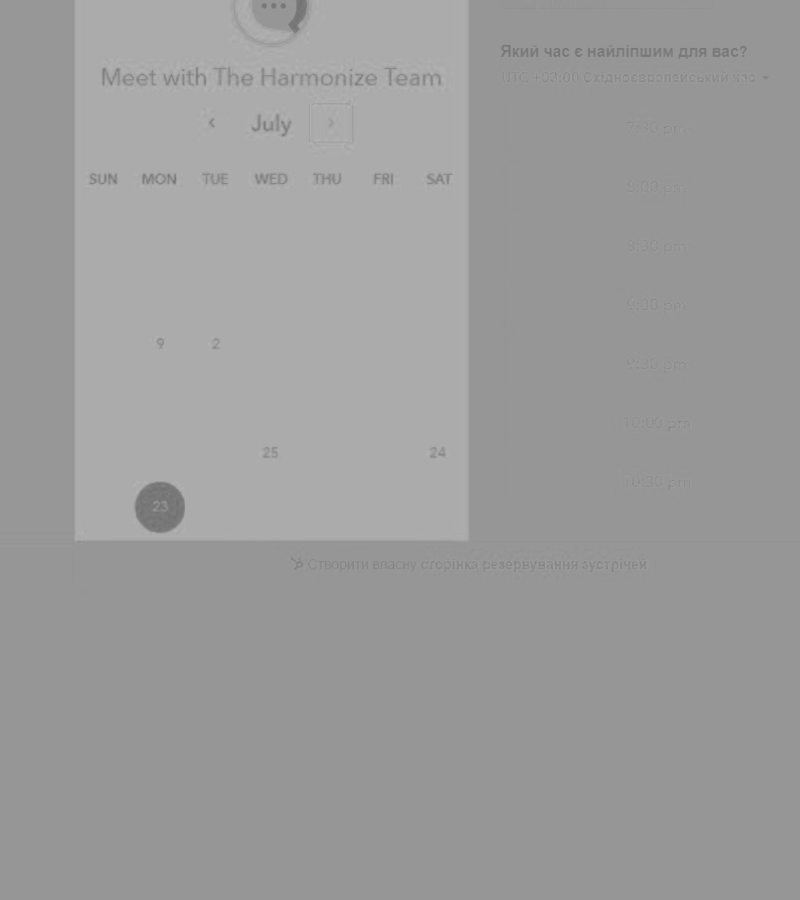 Meet with The Harmonize Team
July
SUN MON TUE WED THU FRI SAT
9 2
25 24
23
Який час є найліпшим для вас?
UTC +03:00 Східноєвропейський час
7:30 pm
8:00 pm
8:30 pm
9:00 pm
9:30 pm
10:00 pm
10:30 pm
Створити власну сторінка резервування зустрічей